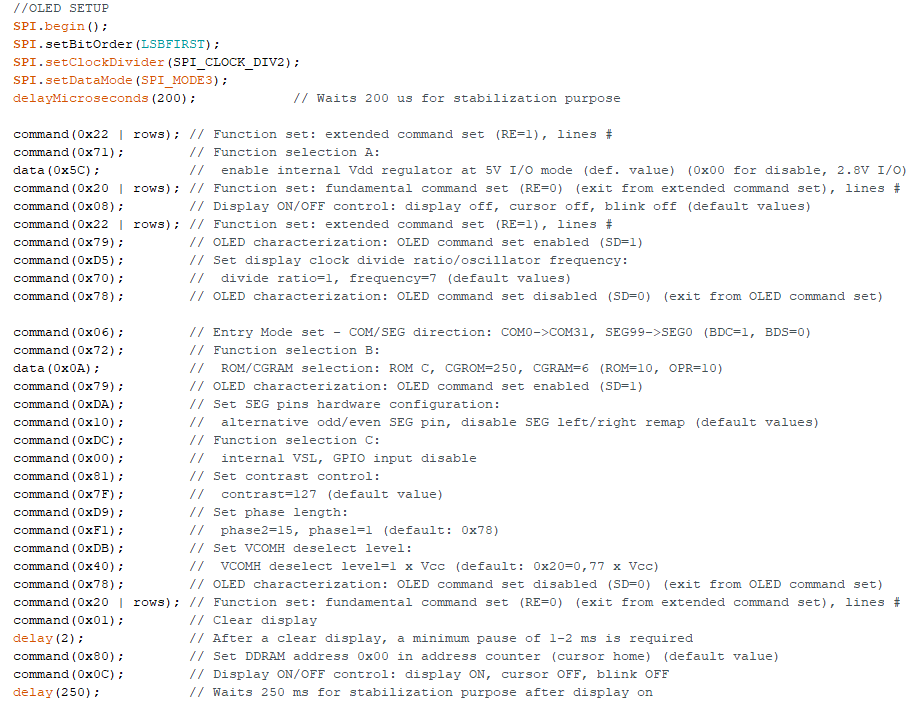 //OLED SETUP
SPI.begin();
SPI.setBitOrder(LSBFIRST);
SPI.setClockDivider(SPI_CLOCK_DIV2);
SPI.setDataMode(SPI_MODE3);
delayMicroseconds(200);            // Waits 200 us for stabilization purpose
command(0x22 | rows); // Function set: extended command set (RE=1), lines #
command(0x71);        // Function selection A:
data(0x5C);           //  enable internal Vdd regulator at 5V I/O mode (def. value) (0x00 for disable, 2.8V I/O)
command(0x20 | rows); // Function set: fundamental command set (RE=0) (exit from extended command set), lines #
command(0x08);        // Display ON/OFF control: display off, cursor off, blink off (default values)
command(0x22 | rows); // Function set: extended command set (RE=1), lines #
command(0x79);        // OLED characterization: OLED command set enabled (SD=1)
command(0xD5);        // Set display clock divide ratio/oscillator frequency:
command(0x70);        //  divide ratio=1, frequency=7 (default values)
command(0x78);        // OLED characterization: OLED command set disabled (SD=0) (exit from OLED command set)
command(0x06);        // Entry Mode set - COM/SEG direction: COM0->COM31, SEG99->SEG0 (BDC=1, BDS=0)
command(0x72);        // Function selection B:
data(0x0A);           //  ROM/CGRAM selection: ROM C, CGROM=250, CGRAM=6 (ROM=10, OPR=10)
command(0x79);        // OLED characterization: OLED command set enabled (SD=1)
command(0xDA);        // Set SEG pins hardware configuration:
command(0x10);        //  alternative odd/even SEG pin, disable SEG left/right remap (default values)
command(0xDC);        // Function selection C:
command(0x00);        //  internal VSL, GPIO input disable
command(0x81);        // Set contrast control:
command(0x7F);        //  contrast=127 (default value)
command(0xD9);        // Set phase length:
command(0xF1);        //  phase2=15, phase1=1 (default: 0x78)
command(0xDB);        // Set VCOMH deselect level:
command(0x40);        //  VCOMH deselect level=1 x Vcc (default: 0x20=0,77 x Vcc)
command(0x78);        // OLED characterization: OLED command set disabled (SD=0) (exit from OLED command set)
command(0x20 | rows); // Function set: fundamental command set (RE=0) (exit from extended command set), lines #
command(0x01);        // Clear display
delay(2);             // After a clear display, a minimum pause of 1-2 ms is required
command(0x80);        // Set DDRAM address 0x00 in address counter (cursor home) (default value)
command(0x0C);        // Display ON/OFF control: display ON, cursor OFF, blink OFF
delay(250);           // Waits 250 ms for stabilization purpose after display on